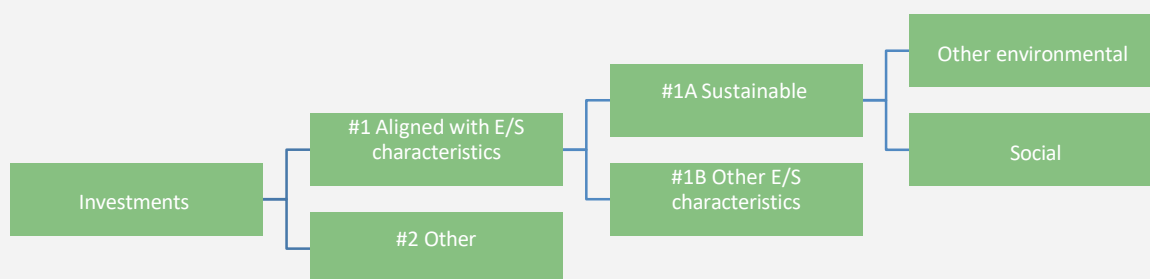 Investments
#1 Aligned with E/S
characteristics
#2 Other
#1A Sustainable
#1B Other E/S
characteristics
Other environmental
Social